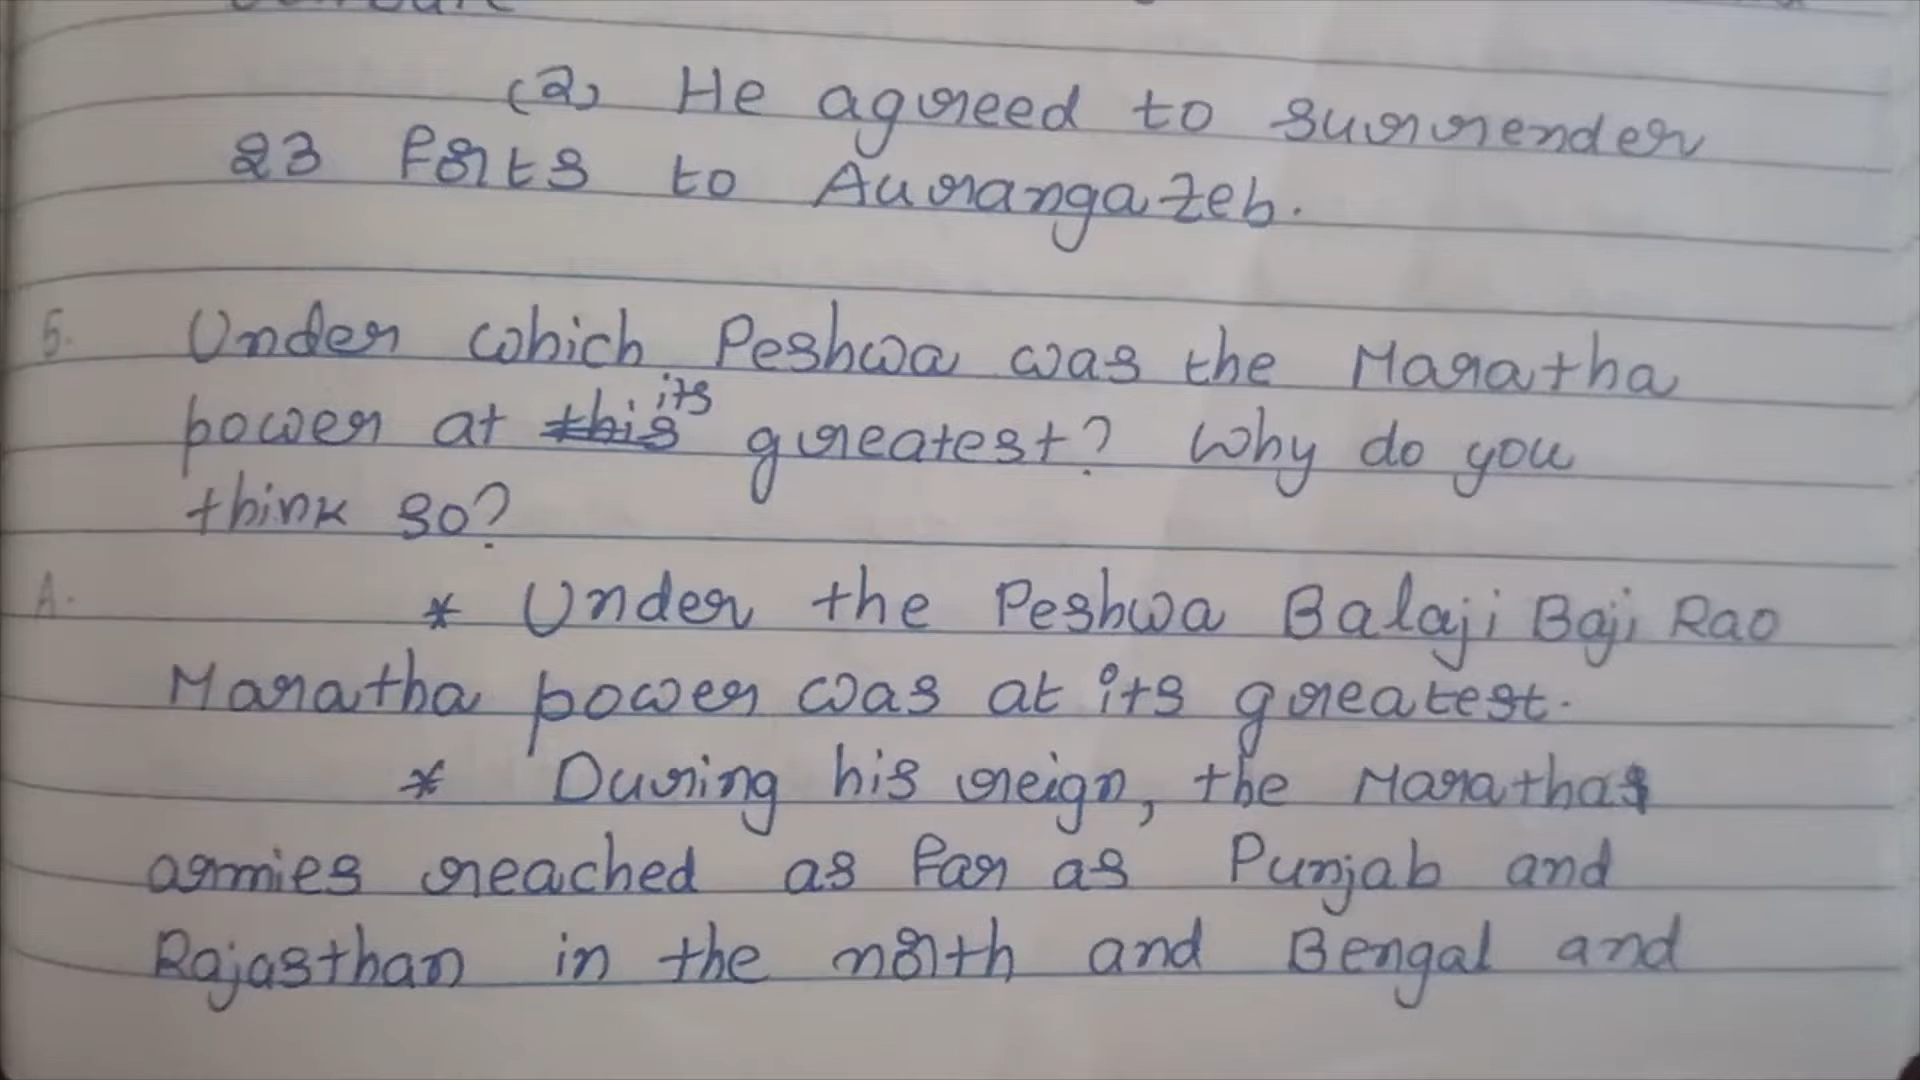 (2) He agreed to surrender
23 forts to Aurangazeb.
5. Under which Peshwa was the Maratha
power at this its greatest? Why do you
think so?
A. * Under the Peshwa Balaji Baji Rao
Maratha power was at its greatest.
* During his reign, the Marathas
armies reached as far as Punjab and
Rajasthan in the north and Bengal and